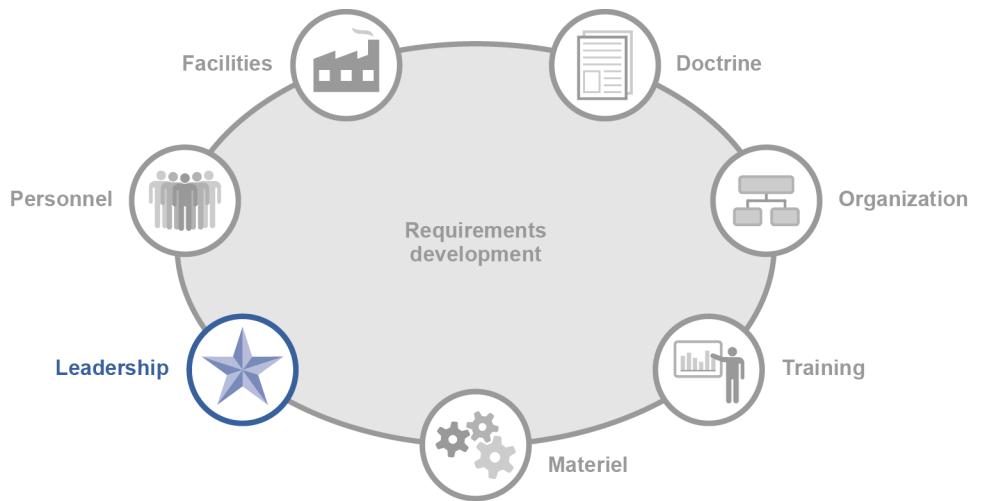 Facilities
Doctrine
Personnel
Organization
Requirements
development
Leadership
Training
Materiel